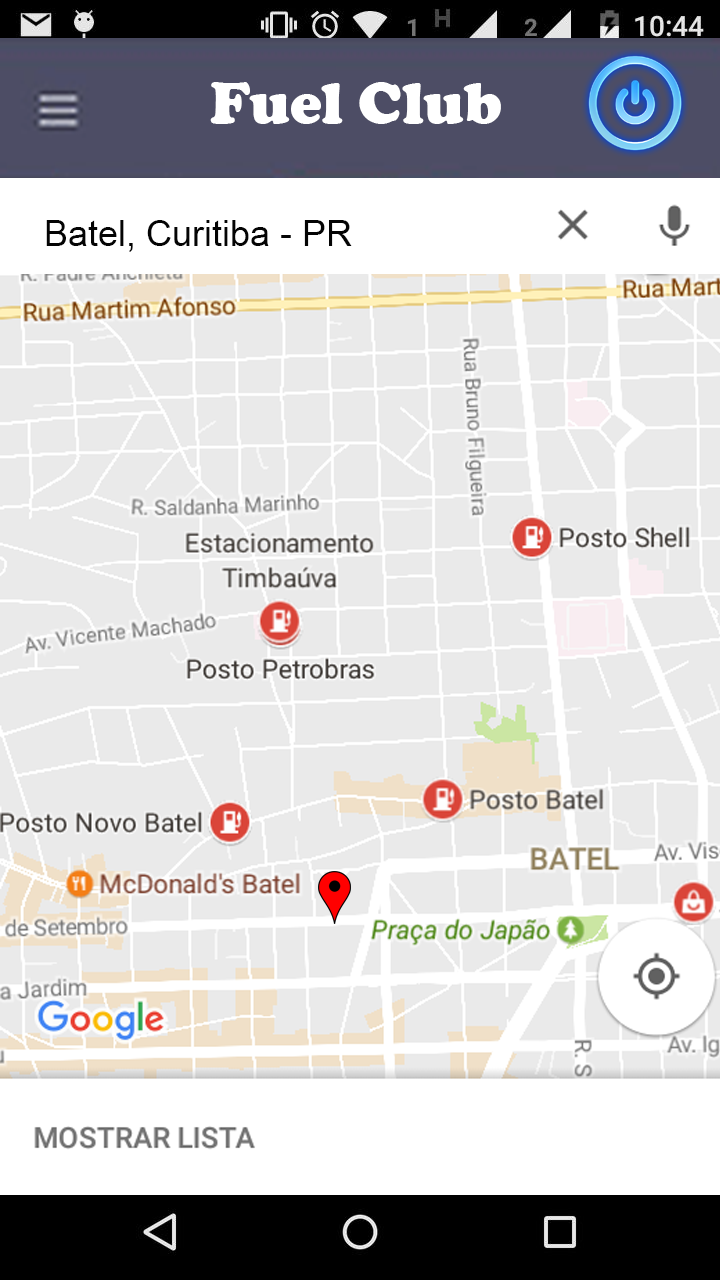 1 H 2 10:44
Fuel Club
Batel, Curitiba - PR
R. Padre Anchieta
Rua Martim Afonso
Rua Mart
Rua Bruno Filgueira
R. Saldanha Marinho
Estacionamento
Timbaúva
Posto Shell
Av. Vicente Machado
Posto Petrobras
Posto Batel
Posto Novo Batel
BATEL
Av. Vis
McDonald's Batel
de Setembro
Praça do Japão
a Jardim
Google
R. S
Av. Ig
MOSTRAR LISTA